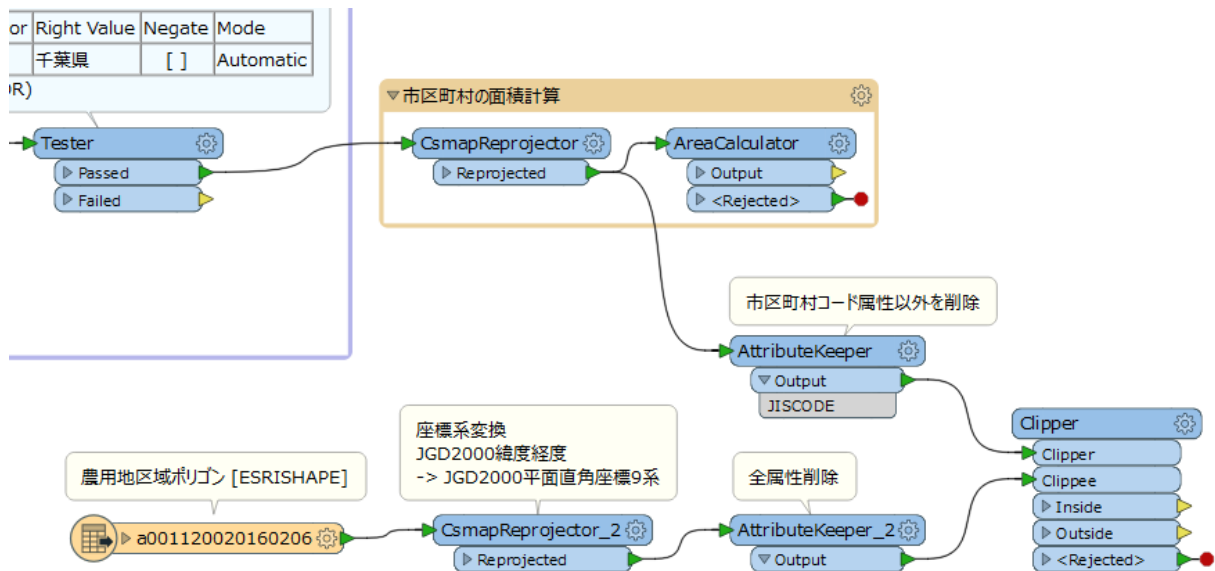 or Right Value Negate Mode
千葉県 [ ] Automatic
OR)
Tester
Passed
Failed
市区町村の面積計算
CsmapReprojector
Reprojected
AreaCalculator
Output
<Rejected>
市区町村コード属性以外を削除
AttributeKeeper
Output
JISCODE
農用地区域ポリゴン [ESRISHAPE]
a001120020160206
座標系変換
JGD2000緯度経度
-> JGD2000平面直角座標9系
CsmapReprojector_2
Reprojected
全属性削除
AttributeKeeper_2
Output
Clipper
Clipper
Clippee
Inside
Outside
<Rejected>